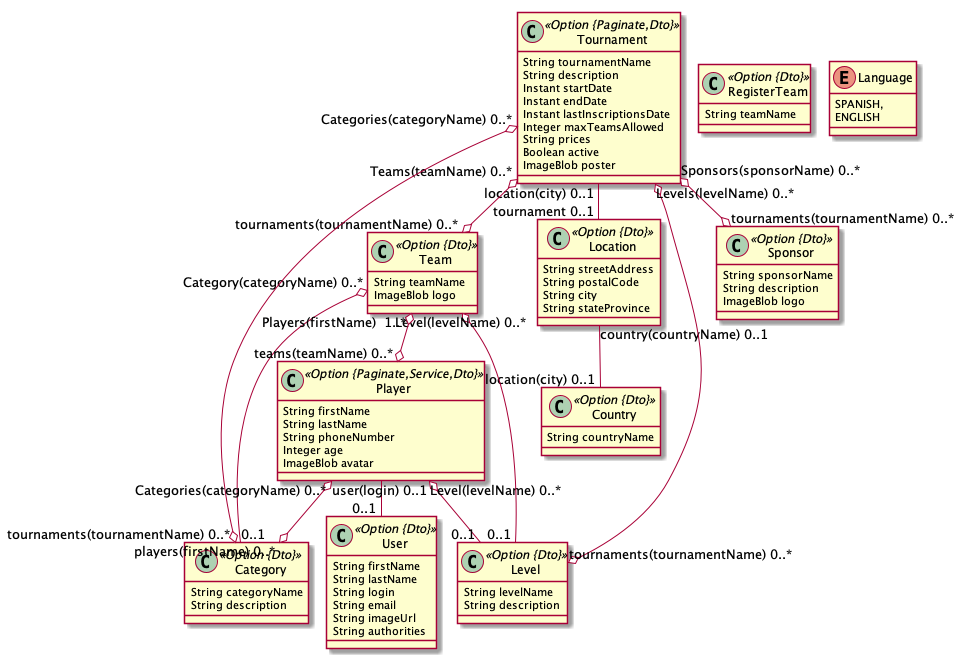 C «Option {Paginate,Dto}»
Tournament
String tournamentName
String description
Instant startDate
Instant endDate
Instant lastInscriptionsDate
Integer maxTeamsAllowed
String prices
Boolean active
ImageBlob poster
C «Option {Dto}»
RegisterTeam
String teamName
E Language
SPANISH,
ENGLISH
Categories(categoryName) 0..*
Teams(teamName) 0..*
location(city) 0..1
Sponsors(sponsorName) 0..*
Levels(levelName) 0..*
tournament 0..1
tournaments(tournamentName) 0..*
tournaments(tournamentName) 0..*
C «Option {Dto}»
Team
String teamName
ImageBlob logo
C «Option {Dto}»
Location
String streetAddress
String postalCode
String city
String stateProvince
C «Option {Dto}»
Sponsor
String sponsorName
String description
ImageBlob logo
Category(categoryName) 0..*
Players(firstName) 1..
Level(levelName) 0..*
country(countryName) 0..1
teams(teamName) 0..*
location(city) 0..1
C «Option {Paginate,Service,Dto}»
Player
String firstName
String lastName
String phoneNumber
Integer age
ImageBlob avatar
C «Option {Dto}»
Country
String countryName
Categories(categoryName) 0..*
user(login) 0..1
Level(levelName) 0..*
0..1
tournaments(tournamentName) 0..*
0..1
0..1
0..1
players(firstName) 0..*
tournaments(tournamentName) 0..*
C «Option {Dto}»
Category
String categoryName
String description
C «Option {Dto}»
User
String firstName
String lastName
String login
String email
String imageUrl
String authorities
C «Option {Dto}»
Level
String levelName
String description